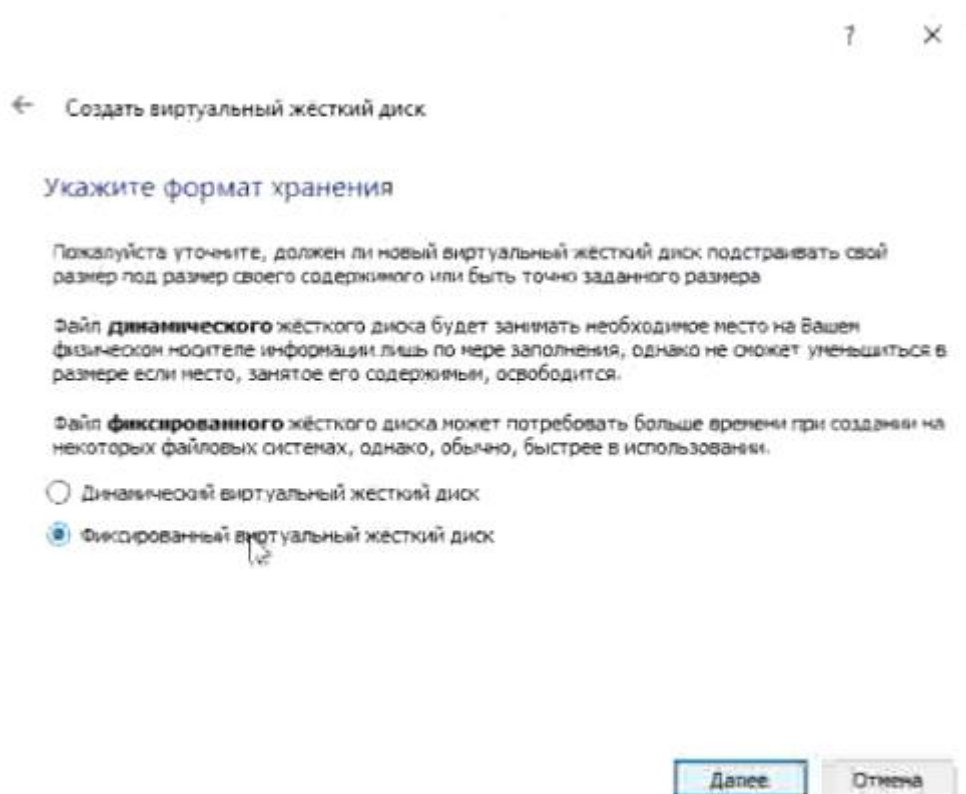 ?
Создать виртуальный жёсткий диск
Укажите формат хранения
Пожалуйста уточните, должен ли новый виртуальный жёсткий диск подстраивать свой
размер под размер своего содержимого или быть точно заданного размера
Файл динамического жёсткого диска будет занимать необходимое место на Вашем
физическом носителе информации лишь по мере заполнения, однако не сможет уменьшиться в
размере если место, занятое его содержимым, освободится.
Файл фиксированного жёсткого диска может потребовать больше времени при создании на
некоторых файловых системах, однако, обычно, быстрее в использовании.
Динамический виртуальный жёсткий диск
Фиксированный виртуальный жёсткий диск
Далее
Отмена